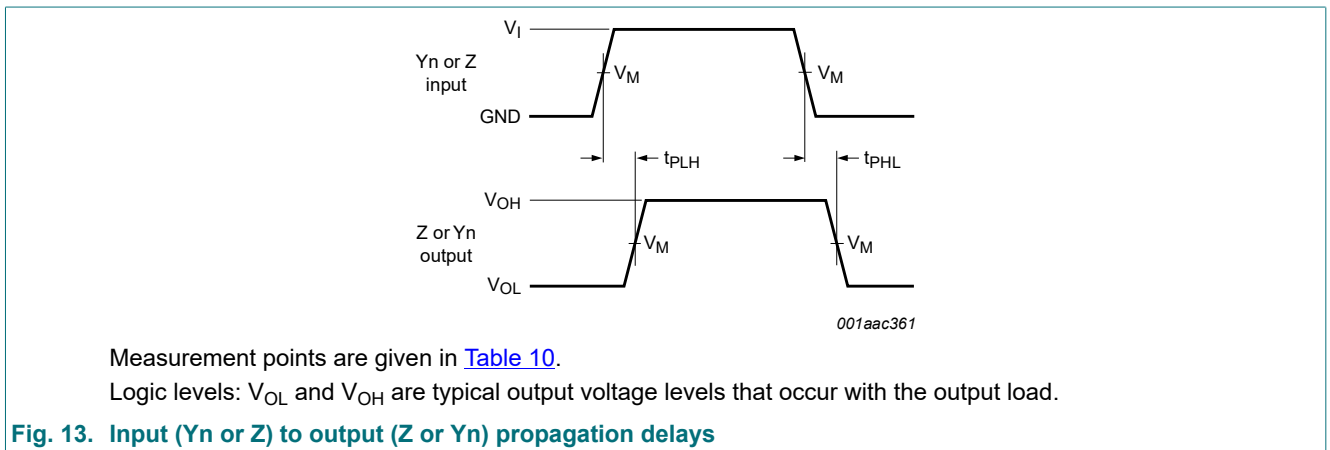 VI
Yn or Z
input
VM
VM
GND
tPLH
tPHL
VOH
Z or Yn
output
VM
VM
VOL
001aac361
Measurement points are given in Table 10.
Logic levels: VOL and VOH are typical output voltage levels that occur with the output load.
Fig. 13. Input (Yn or Z) to output (Z or Yn) propagation delays